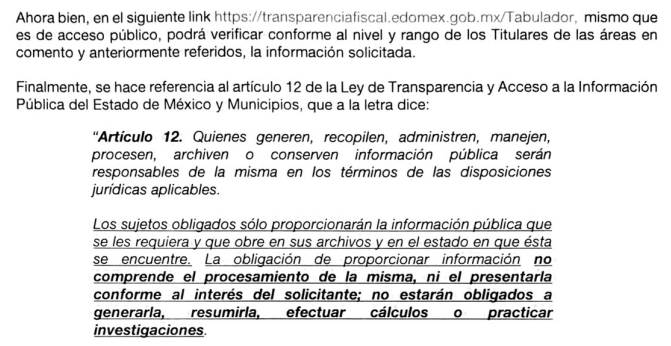 Ahora bien, en el siguiente link https://transparenciafiscal.edomex.gob.mx/Tabulador, mismo que
es de acceso público, podrá verificar conforme al nivel y rango de los Titulares de las áreas en
comento y anteriormente referidos, la información solicitada.
Finalmente, se hace referencia al artículo 12 de la Ley de Transparencia y Acceso a la Información
Pública del Estado de México y Municipios, que a la letra dice:
"Artículo 12. Quienes generen, recopilen, administren, manejen,
procesen, archiven o conserven información pública serán
responsables de la misma en los términos de las disposiciones
jurídicas aplicables.
Los sujetos obligados sólo proporcionarán la información pública que
se les requiera y que obre en sus archivos y en el estado en que ésta
se encuentre. La obligación de proporcionar información no
comprende el procesamiento de la misma, ni el presentarla
conforme al interés del solicitante; no estarán obligados a
generarla, resumirla, efectuar cálculos o practicar
investigaciones.